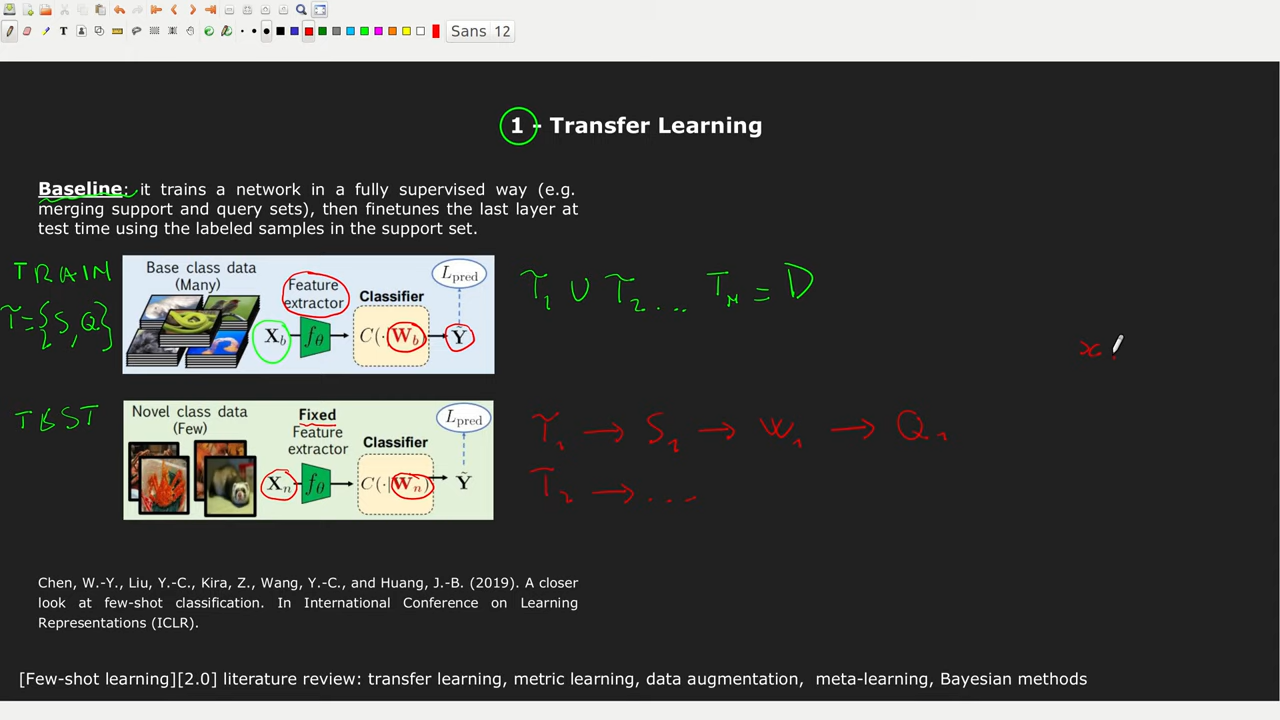 Sans 12
1 - Transfer Learning
Baseline: it trains a network in a fully supervised way (e.g.
merging support and query sets), then finetunes the last layer at
test time using the labeled samples in the support set.
TRAIN
τ = {S, Q}
Base class data
(Many)
Feature
extractor
Classifier
L_pred
X_b
f_θ
C(·|W_b)
Ỹ
τ_1 ∪ τ_2 ... τ_N = D
x
TEST
Novel class data
(Few)
Fixed
Feature
extractor
Classifier
L_pred
X_n
f_θ
C(·|W_n)
Ỹ
τ_1 → S_1 → W_1 → Q_1
τ_2 → ...
Chen, W.-Y., Liu, Y.-C., Kira, Z., Wang, Y.-C., and Huang, J.-B. (2019). A closer
look at few-shot classification. In International Conference on Learning
Representations (ICLR).
[Few-shot learning][2.0] literature review: transfer learning, metric learning, data augmentation, meta-learning, Bayesian methods